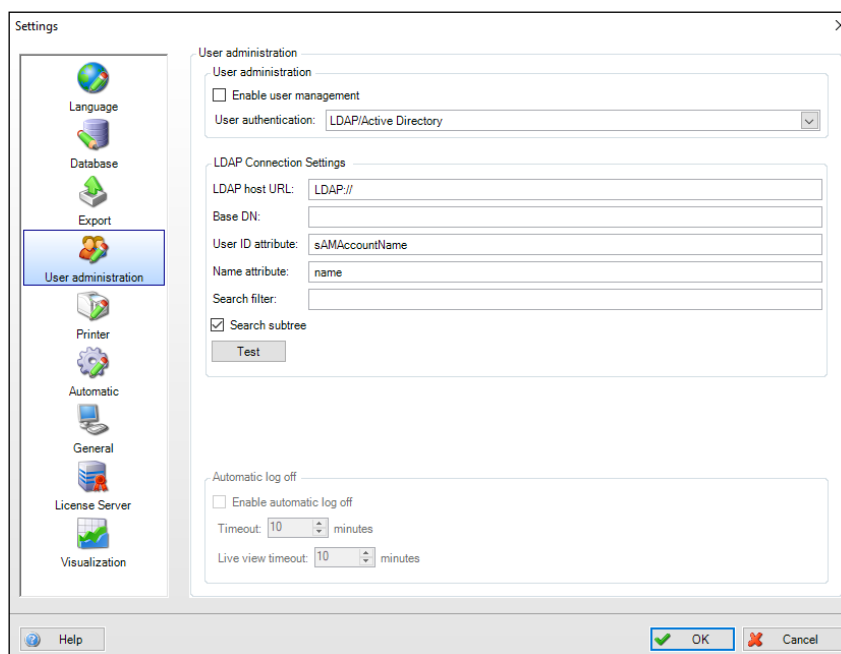 Settings
Language
Database
Export
User administration
Printer
Automatic
General
License Server
Visualization
User administration
User administration
Enable user management
User authentication: LDAP/Active Directory
LDAP Connection Settings
LDAP host URL: LDAP://
Base DN:
User ID attribute: sAMAccountName
Name attribute: name
Search filter:
Search subtree
Test
Automatic log off
Enable automatic log off
Timeout: 10 minutes
Live view timeout: 10 minutes
Help
OK
Cancel